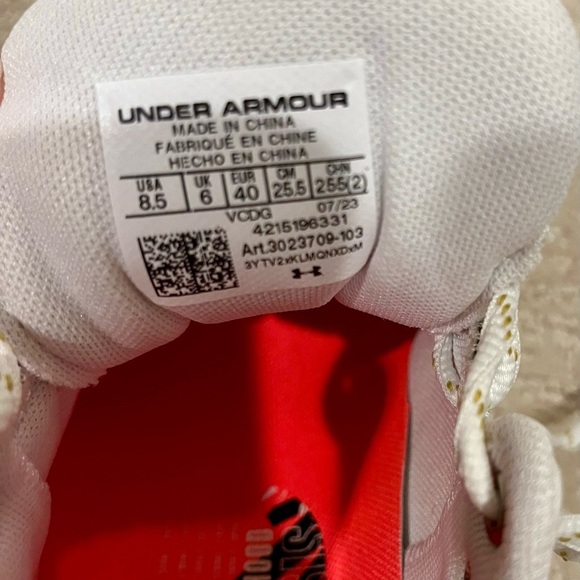 UNDER ARMOUR
MADE IN CHINA
FABRIQUÉ EN CHINE
HECHO EN CHINA
USA UK EUR CM CHN
8.5 6 40 25.5 255(2)
VCDG 07/23
4215196331
Art.3023709-103
3YTV2xKLMQNXDxM